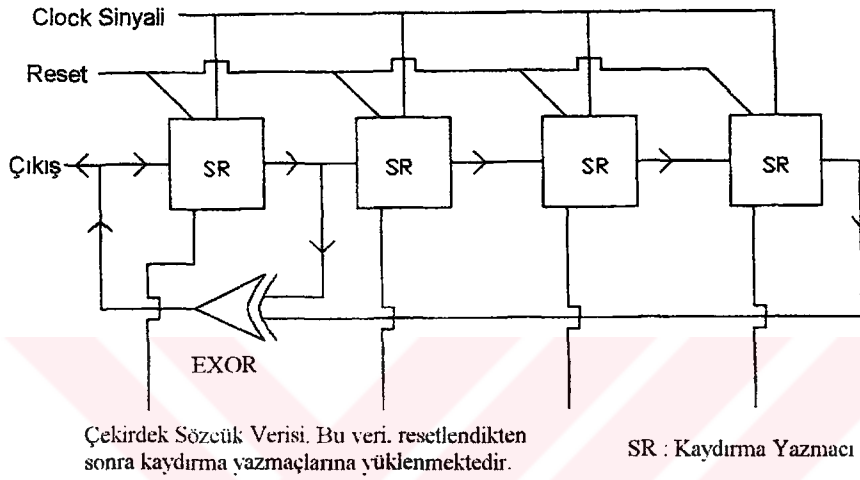 Clock Sinyali
Reset
Çıkış
SR
SR
SR
SR
EXOR
Çekirdek Sözcük Verisi. Bu veri. resetlendikten
sonra kaydırma yazmaçlarına yüklenmektedir.
SR : Kaydırma Yazmacı